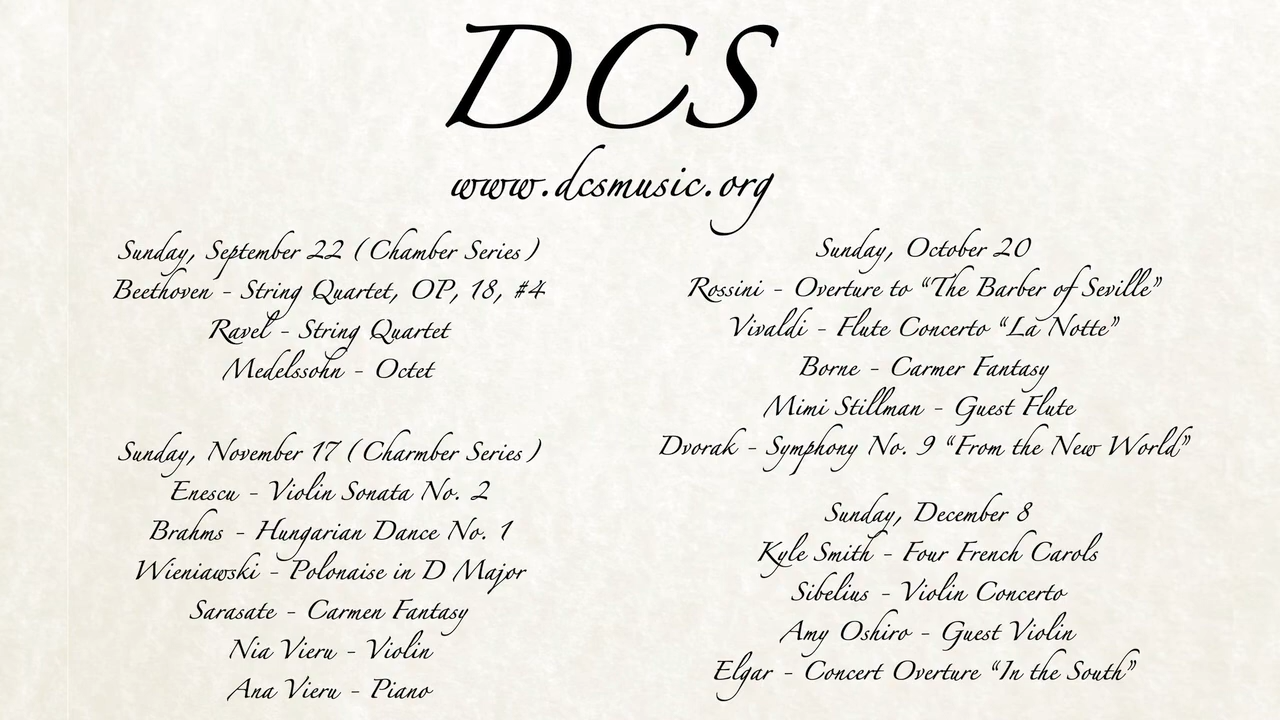 DCS
www.dcsmusic.org
Sunday, September 22 (Chamber Series)
Beethoven - String Quartet, OP, 18, #4
Ravel - String Quartet
Medelssohn - Octet
Sunday, November 17 (Charmber Series)
Enescu - Violin Sonata No. 2
Brahms - Hungarian Dance No. 1
Wieniawski - Polonaise in D Major
Sarasate - Carmen Fantasy
Nia Vieru - Violin
Ana Vieru - Piano
Sunday, October 20
Rossini - Overture to “The Barber of Seville”
Vivaldi - Flute Concerto “La Notte”
Borne - Carmer Fantasy
Mimi Stillman - Guest Flute
Dvorak - Symphony No. 9 “From the New World”
Sunday, December 8
Kyle Smith - Four French Carols
Sibelius - Violin Concerto
Amy Oshiro - Guest Violin
Elgar - Concert Overture “In the South”